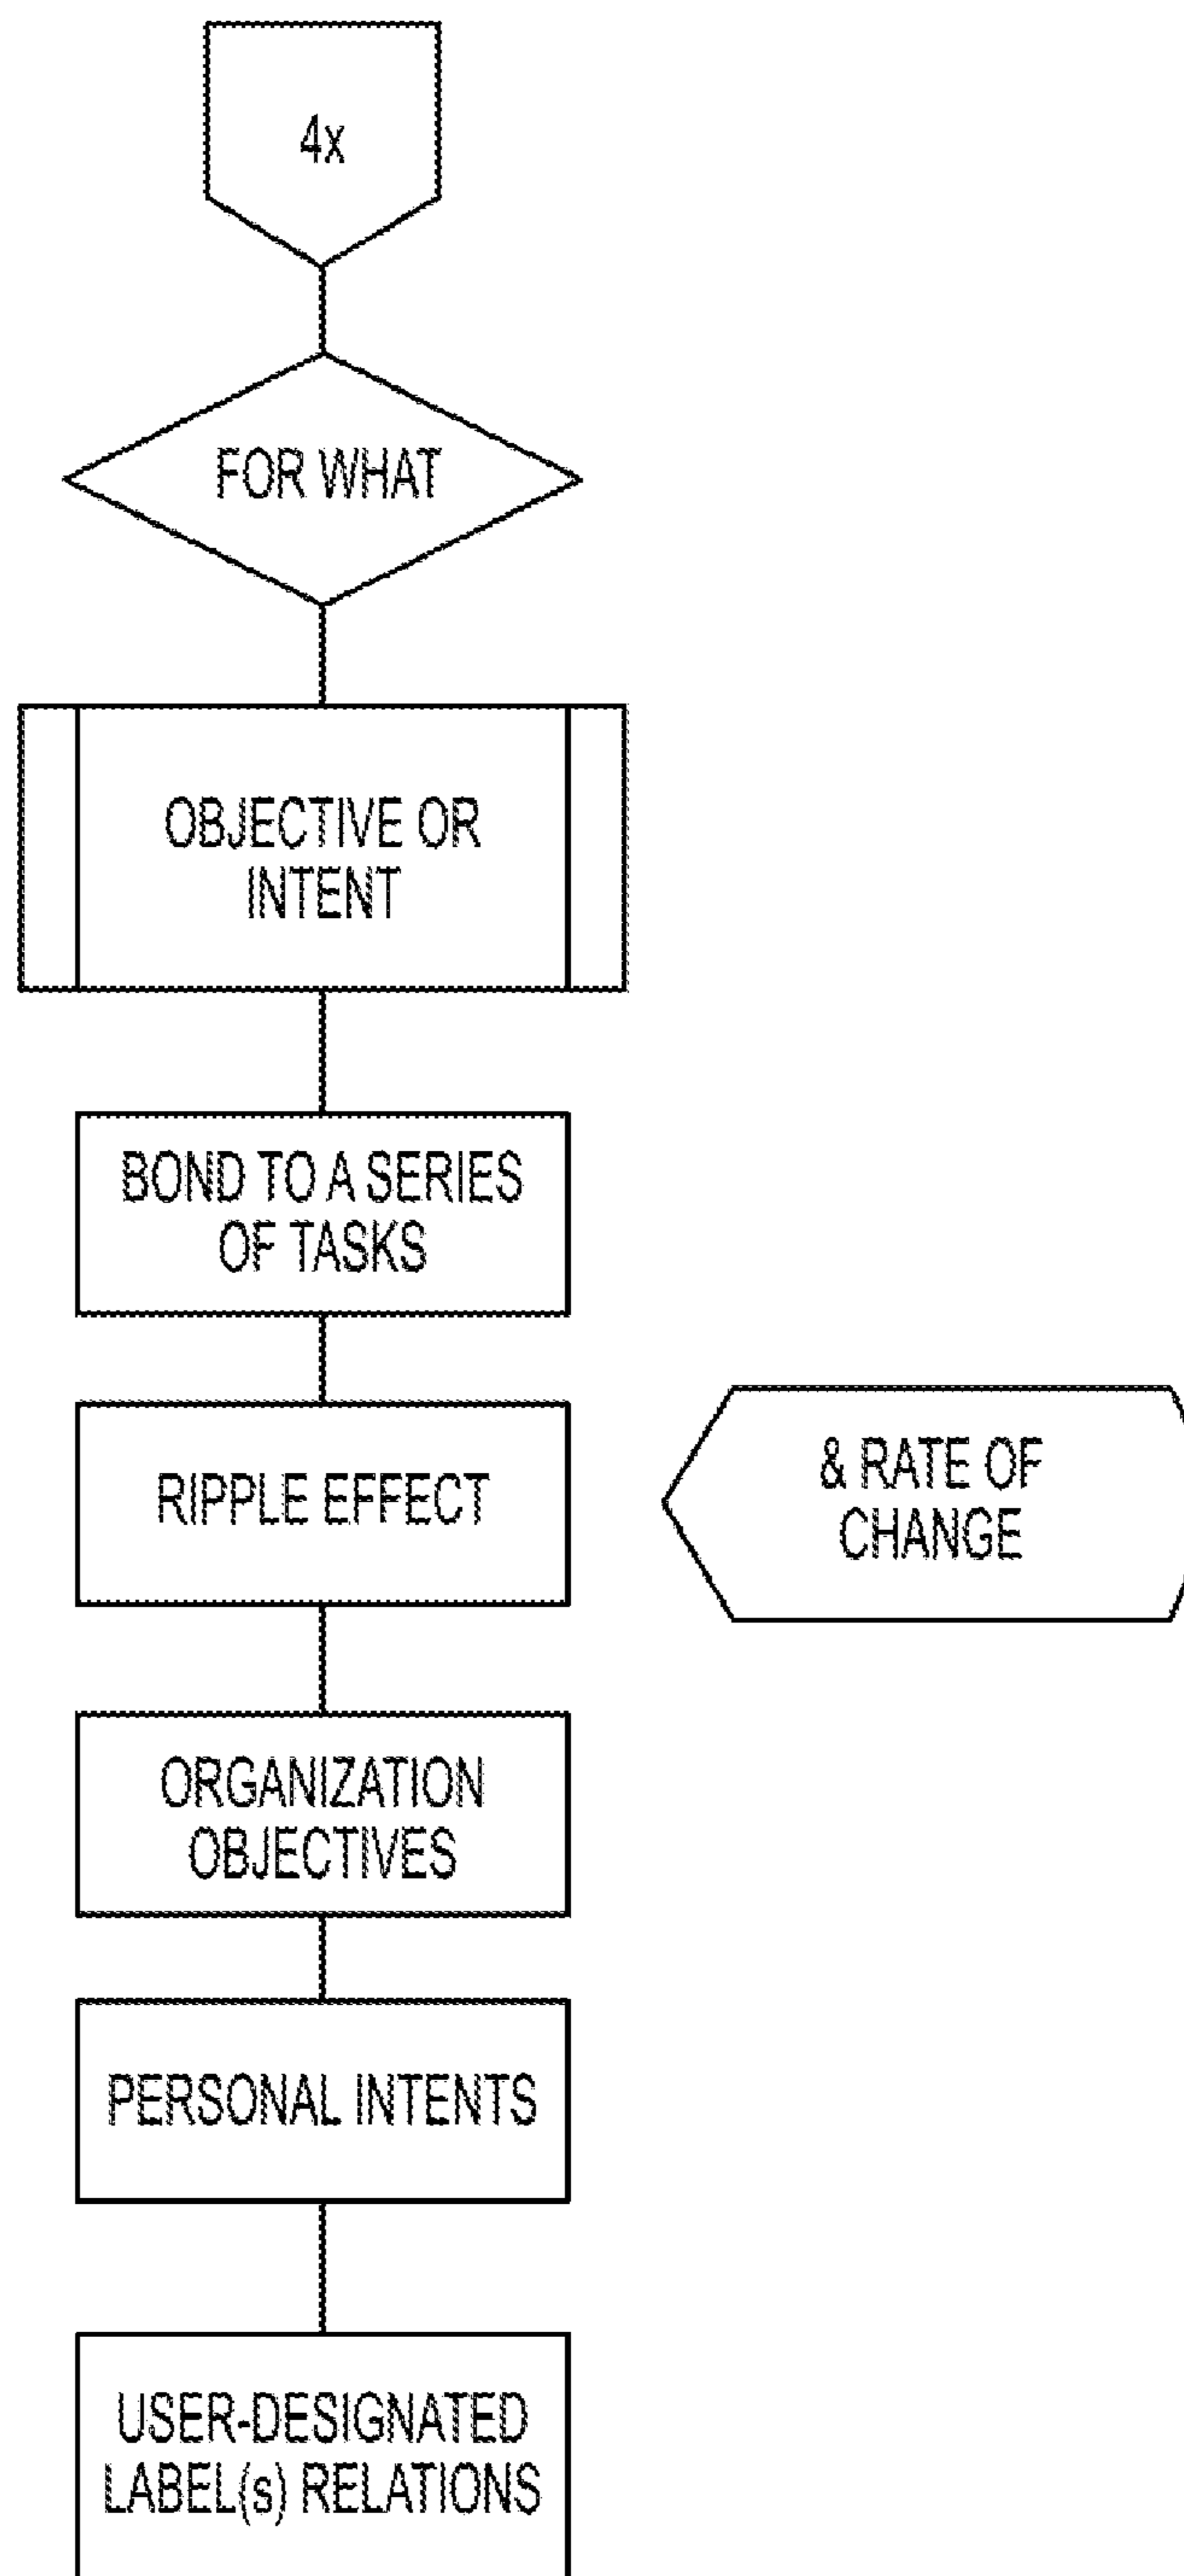 4x
FOR WHAT
OBJECTIVE OR
INTENT
BOND TO A SERIES
OF TASKS
RIPPLE EFFECT
& RATE OF
CHANGE
ORGANIZATION
OBJECTIVES
PERSONAL INTENTS
USER-DESIGNATED
LABEL(s) RELATIONS